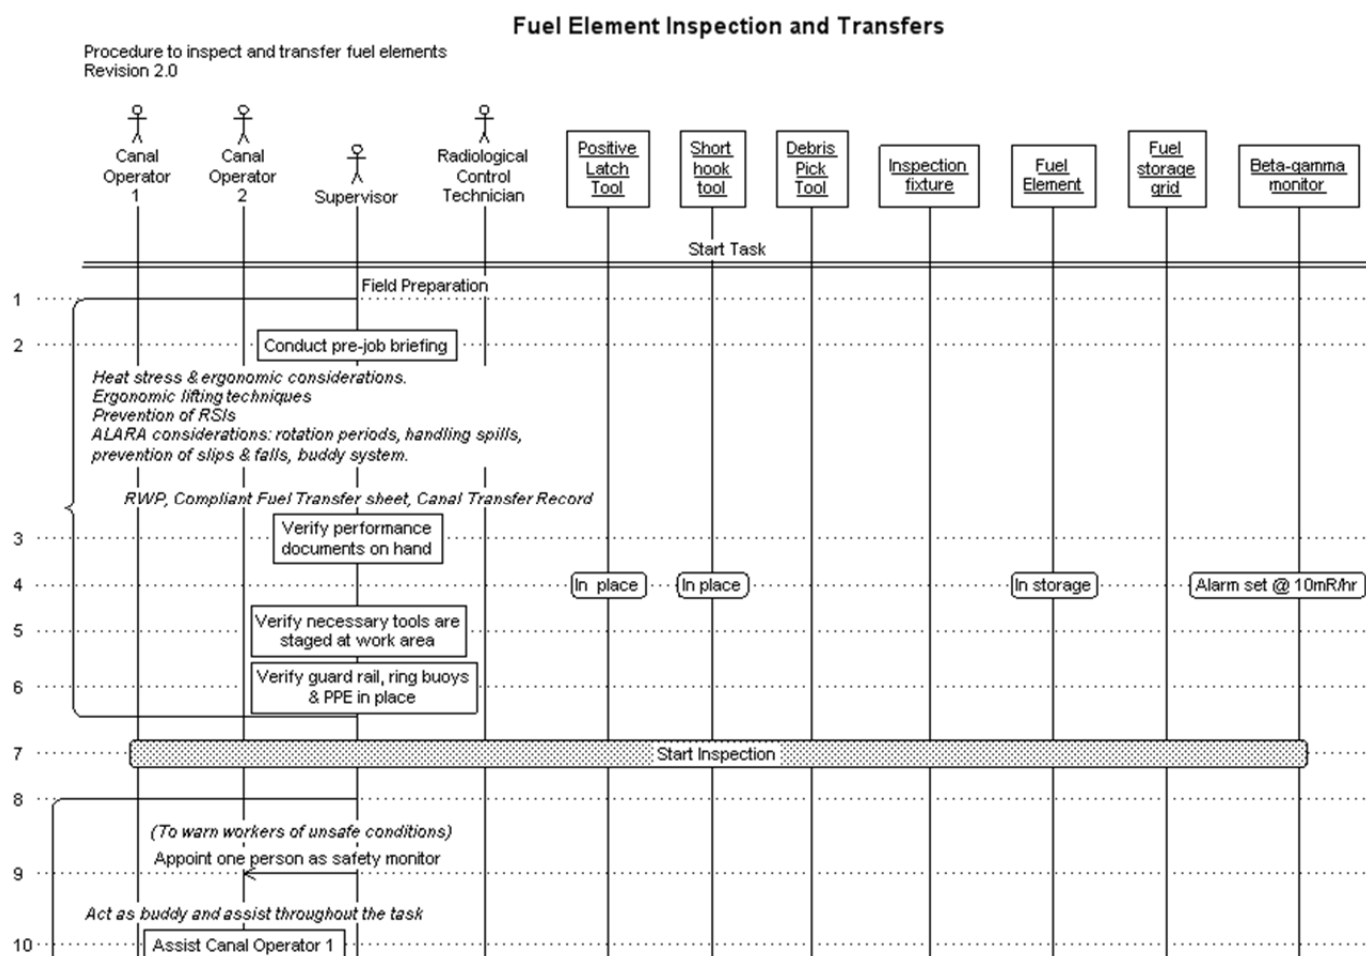 Fuel Element Inspection and Transfers
Procedure to inspect and transfer fuel elements
Revision 2.0
Canal
Operator
1
Canal
Operator
2
Supervisor
Radiological
Control
Technician
Positive
Latch
Tool
Short
hook
tool
Debris
Pick
Tool
Inspection
fixture
Fuel
Element
Fuel
storage
grid
Beta-gamma
monitor
Start Task
Field Preparation
1
2
Conduct pre-job briefing
Heat stress & ergonomic considerations.
Ergonomic lifting techniques
Prevention of RSIs
ALARA considerations: rotation periods, handling spills,
prevention of slips & falls, buddy system.
RWP, Compliant Fuel Transfer sheet, Canal Transfer Record
3
Verify performance
documents on hand
4
In place
In place
In storage
Alarm set @ 10mR/hr
5
Verify necessary tools are
staged at work area
6
Verify guard rail, ring buoys
& PPE in place
7
Start Inspection
8
(To warn workers of unsafe conditions)
Appoint one person as safety monitor
9
Act as buddy and assist throughout the task
10
Assist Canal Operator 1